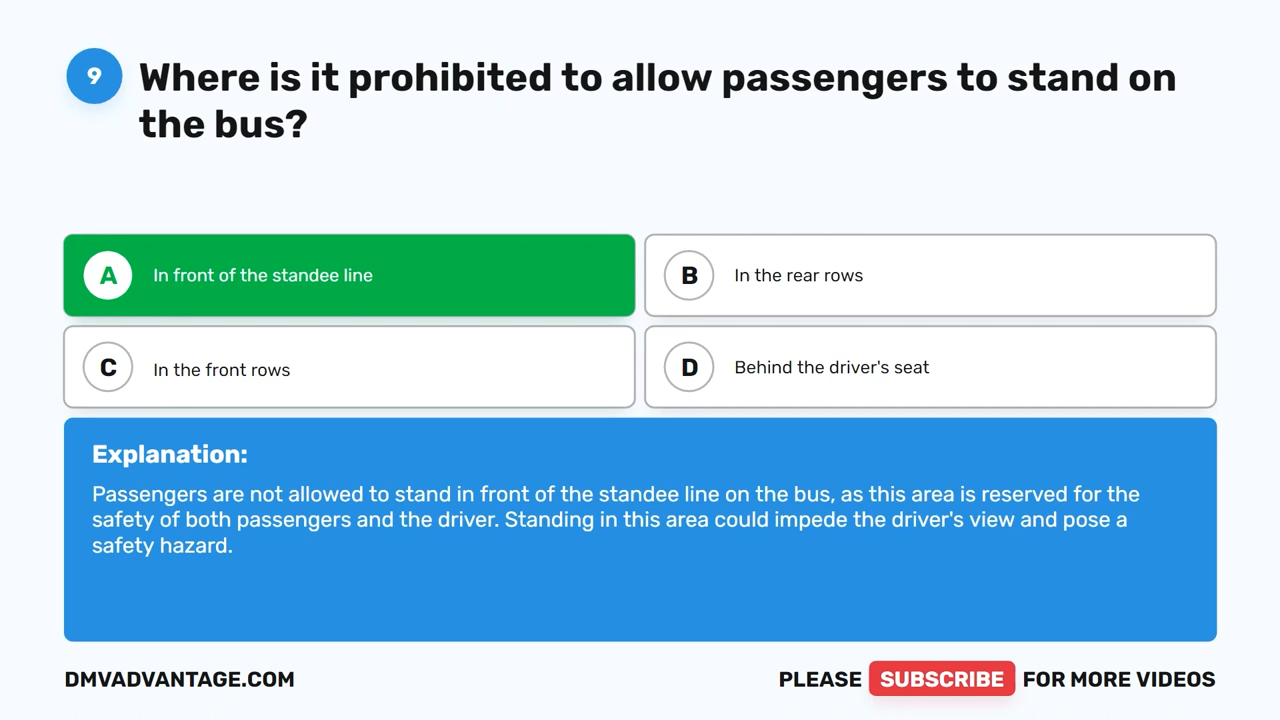 9
Where is it prohibited to allow passengers to stand on
the bus?
A
In front of the standee line
B
In the rear rows
C
In the front rows
D
Behind the driver's seat
Explanation:
Passengers are not allowed to stand in front of the standee line on the bus, as this area is reserved for the
safety of both passengers and the driver. Standing in this area could impede the driver's view and pose a
safety hazard.
DMVADVANTAGE.COM
PLEASE SUBSCRIBE FOR MORE VIDEOS